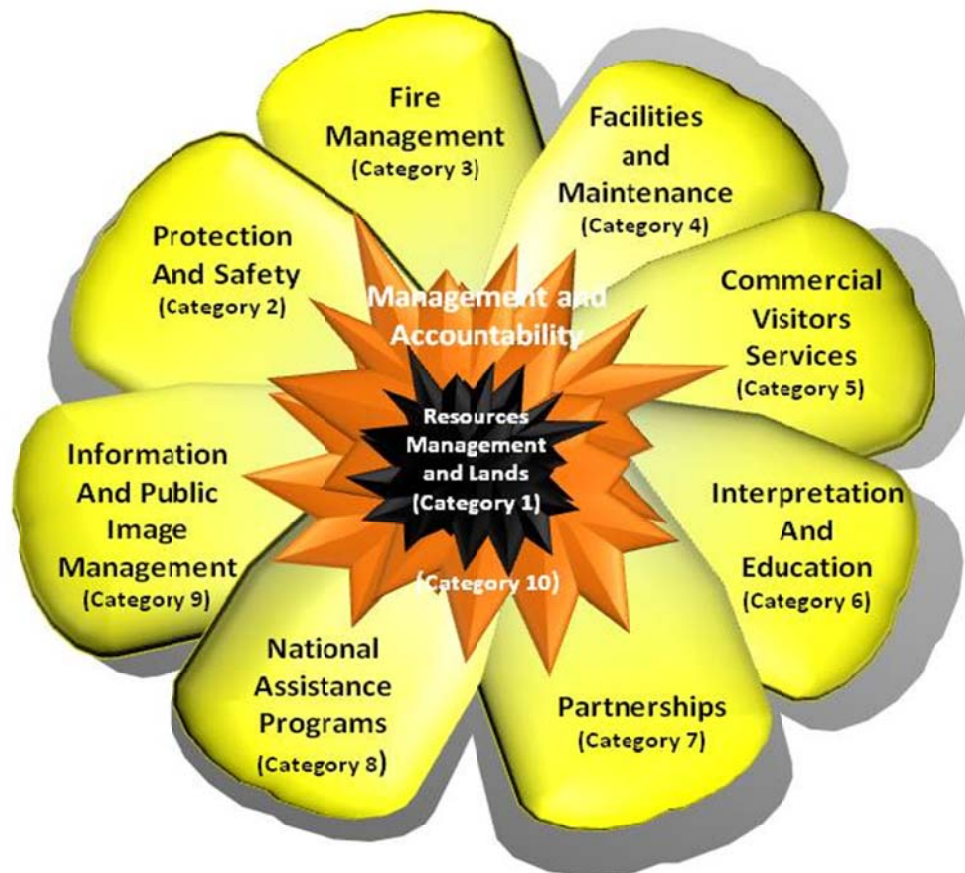 Fire
Management
(Category 3)
Facilities
and
Maintenance
(Category 4)
Protection
And Safety
(Category 2)
Commercial
Visitors
Services
(Category 5)
Management and
Accountability
Resources
Management
and Lands
(Category 1)
(Category 10)
Information
And Public
Image
Management
(Category 9)
Interpretation
And
Education
(Category 6)
National
Assistance
Programs
(Category 8)
Partnerships
(Category 7)